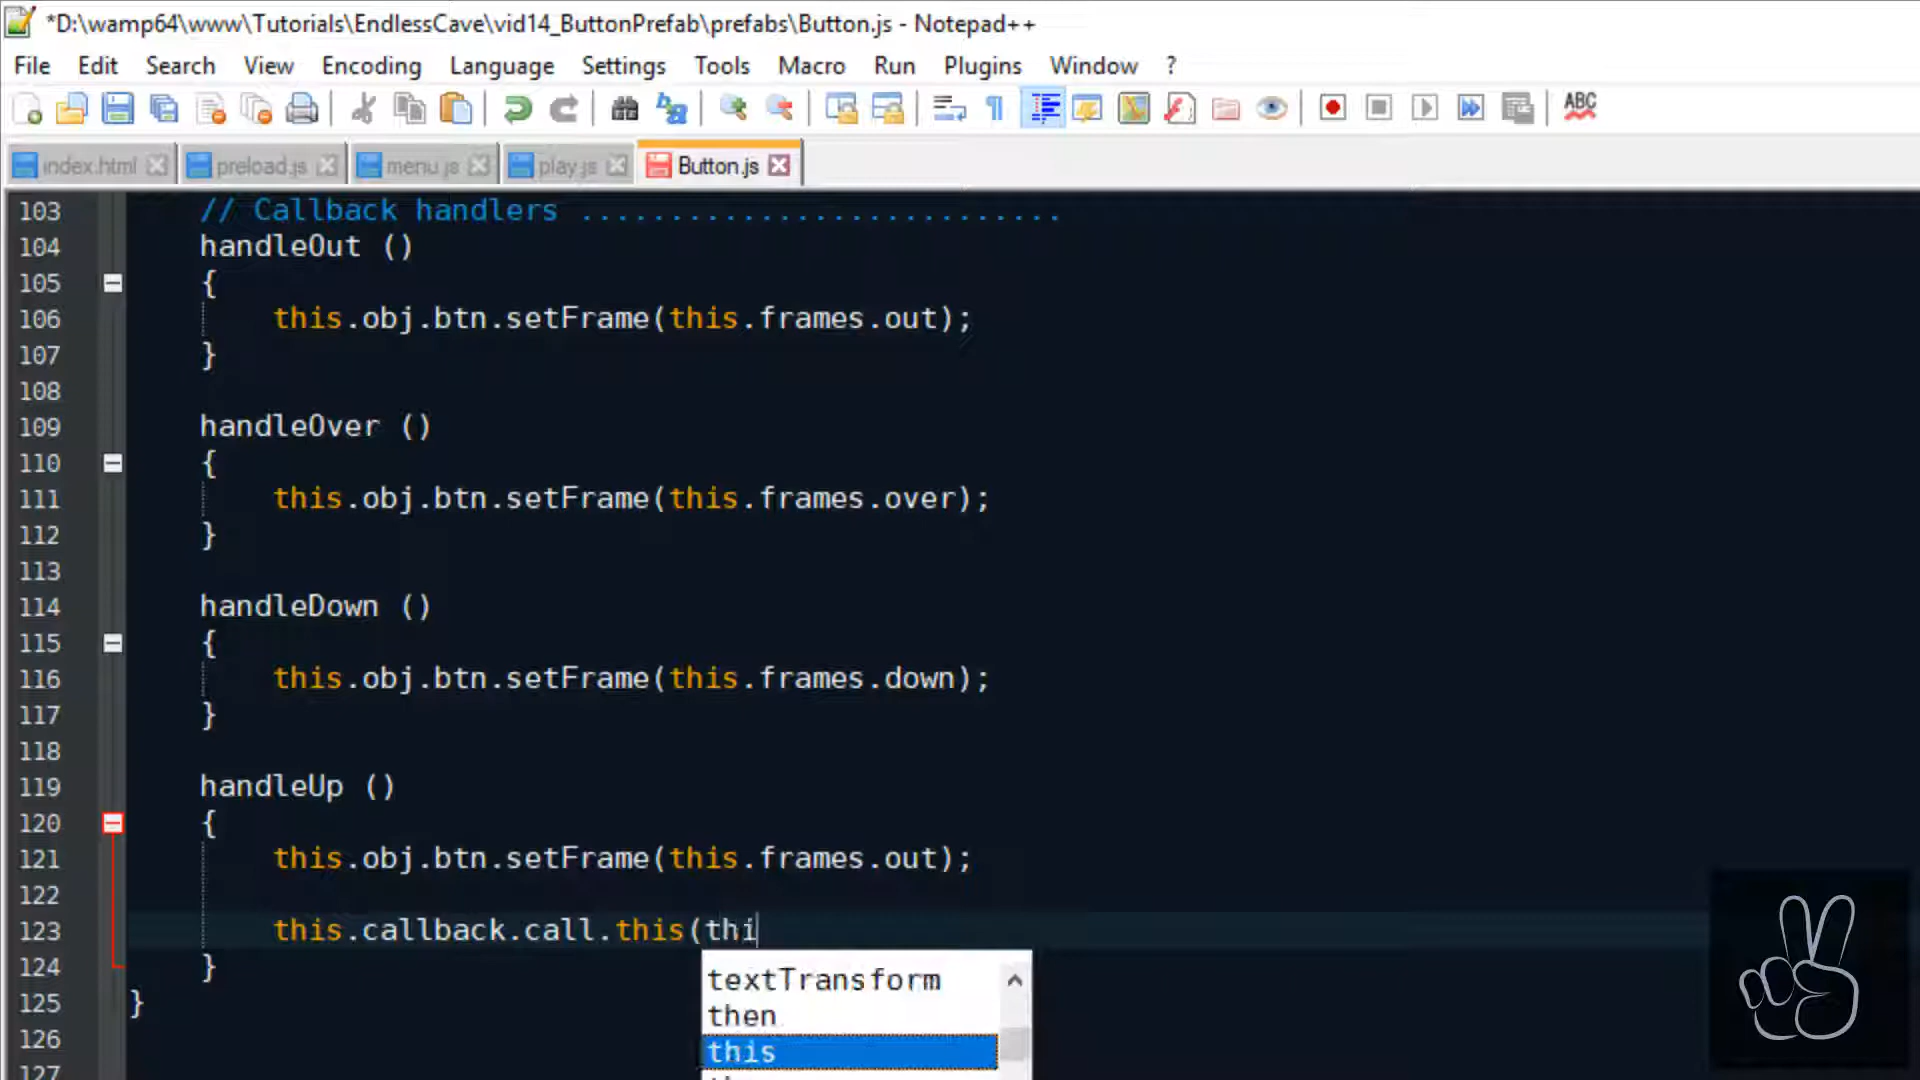 *D:\wamp64\www\Tutorials\EndlessCave\vid14_ButtonPrefab\prefabs\Button.js - Notepad++
File Edit Search View Encoding Language Settings Tools Macro Run Plugins Window ?
ABC
index.html preload.js menu.js play.js Button.js
103 // Callback handlers ...........................
104 handleOut ()
105 {
106 this.obj.btn.setFrame(this.frames.out);
107 }
108
109 handleOver ()
110 {
111 this.obj.btn.setFrame(this.frames.over);
112 }
113
114 handleDown ()
115 {
116 this.obj.btn.setFrame(this.frames.down);
117 }
118
119 handleUp ()
120 {
121 this.obj.btn.setFrame(this.frames.out);
122
123 this.callback.call.this(thi
124 }
textTransform
125 }
then
126
this
127